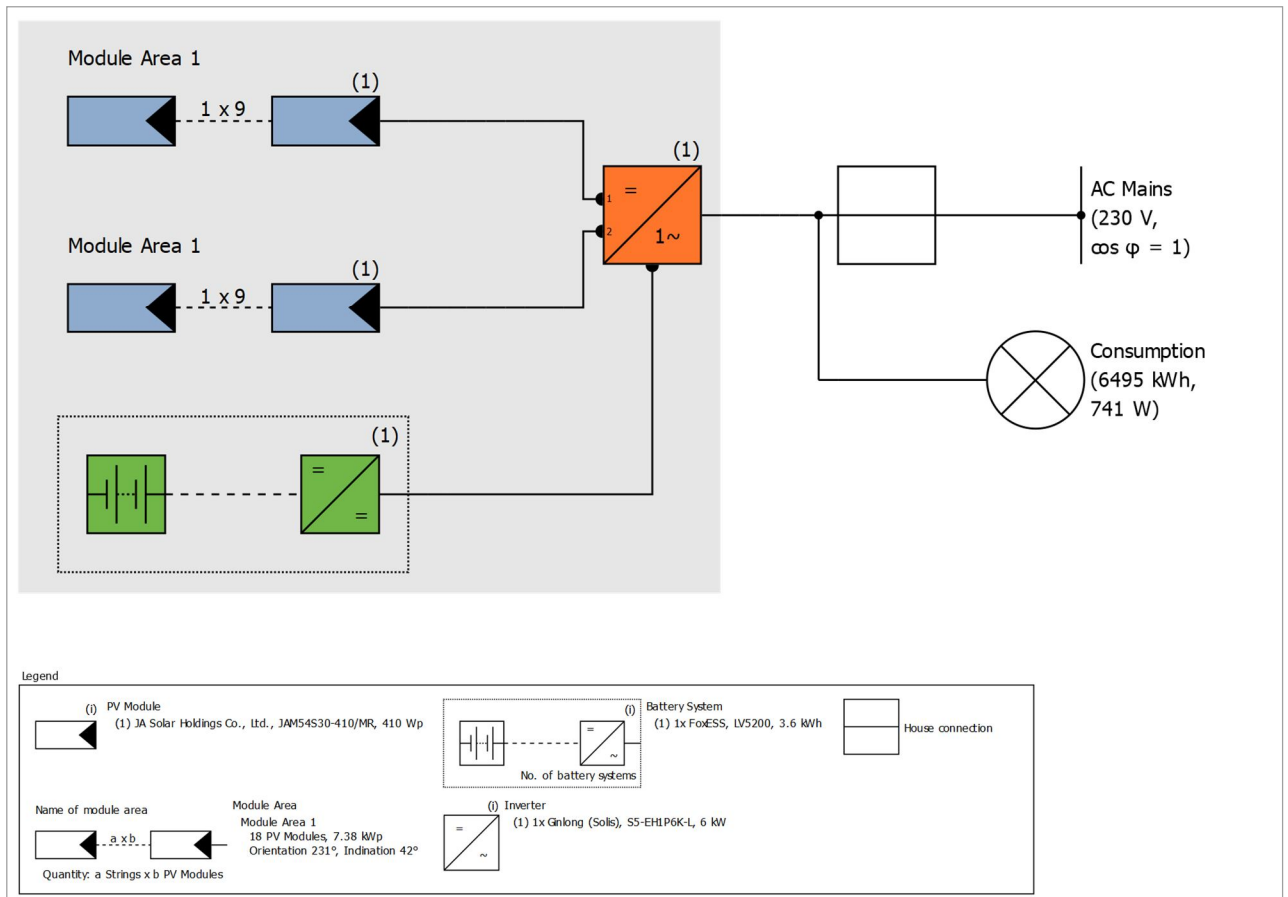 Module Area 1
(1)
1 x 9
(1)
=
1
2
1~
AC Mains
(230 V,
cos φ = 1)
Module Area 1
(1)
1 x 9
Consumption
(6495 kWh,
741 W)
(1)
=
=
Legend
(i) PV Module
(1) JA Solar Holdings Co., Ltd., JAM54S30-410/MR, 410 Wp
(i) Battery System
(1) 1x FoxESS, LV5200, 3.6 kWh
=
~
No. of battery systems
House connection
Name of module area
a x b
Quantity: a Strings x b PV Modules
Module Area
Module Area 1
18 PV Modules, 7.38 kWp
Orientation 231°, Inclination 42°
(i) Inverter
(1) 1x Ginlong (Solis), S5-EH1P6K-L, 6 kW
=
~